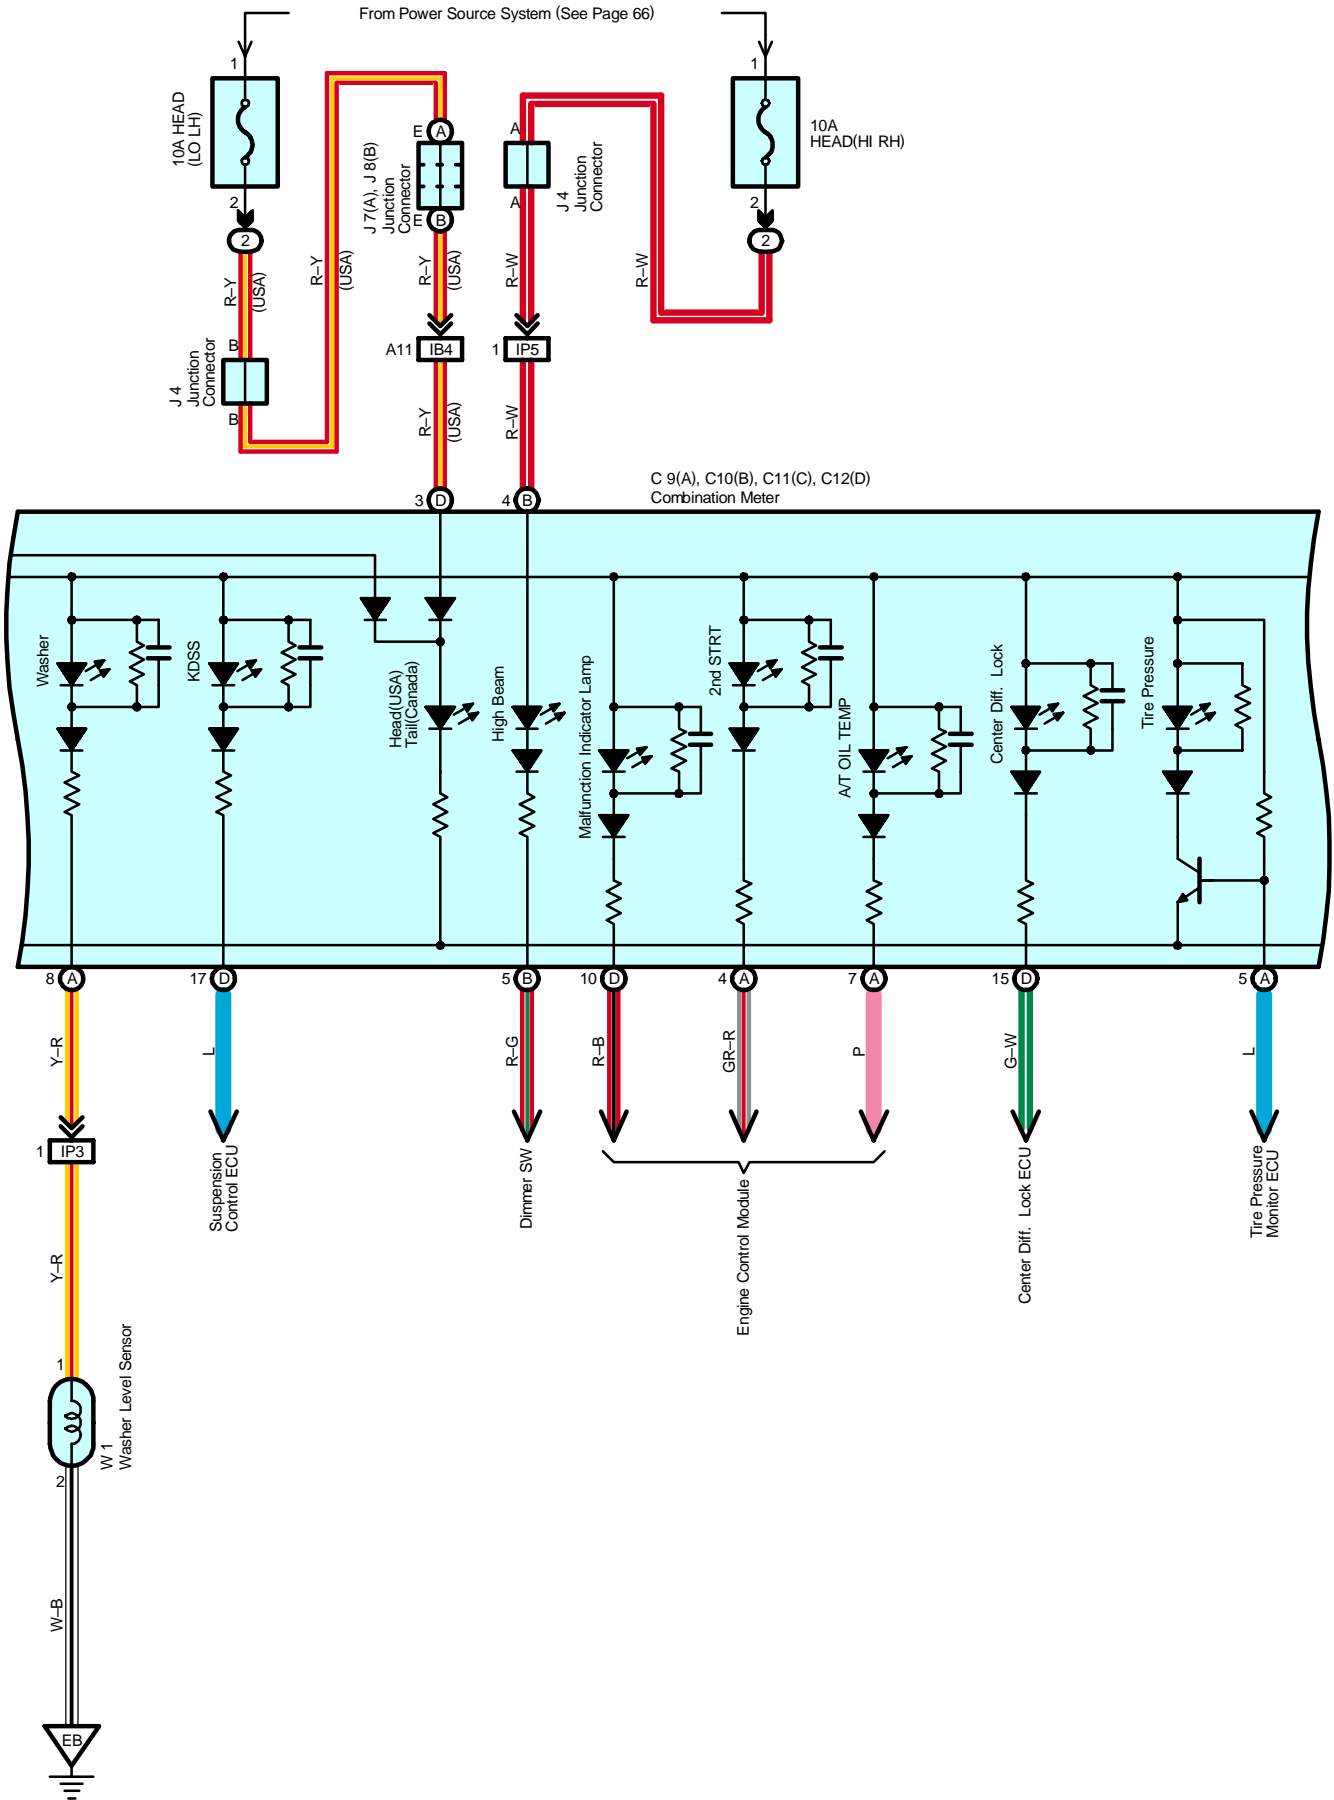 From Power Source System (See Page 66)
1
1
10A HEAD
(LO LH)
10A
HEAD(HI RH)
2
2
2
2
E
A
J 7(A), J 8(B)
Junction
Connector
E
B
A
J 4
Junction
Connector
A
R–Y
(USA)
R–Y
(USA)
R–Y
(USA)
R–W
R–W
B
J 4
Junction
Connector
B
A11
IB4
1
IP5
R–Y
(USA)
R–W
C 9(A), C10(B), C11(C), C12(D)
Combination Meter
3
D
4
B
Washer
KDSS
Head(USA)
Tail(Canada)
High Beam
Malfunction Indicator Lamp
2nd STRT
A/T OIL TEMP
Center Diff. Lock
Tire Pressure
8
A
17
D
5
B
10
D
4
A
7
A
15
D
5
A
Y–R
L
R–G
R–B
GR–R
P
G–W
L
1
IP3
Suspension
Control ECU
Dimmer SW
Engine Control Module
Center Diff. Lock ECU
Tire Pressure
Monitor ECU
Y–R
1
W 1
Washer Level Sensor
2
W–B
EB